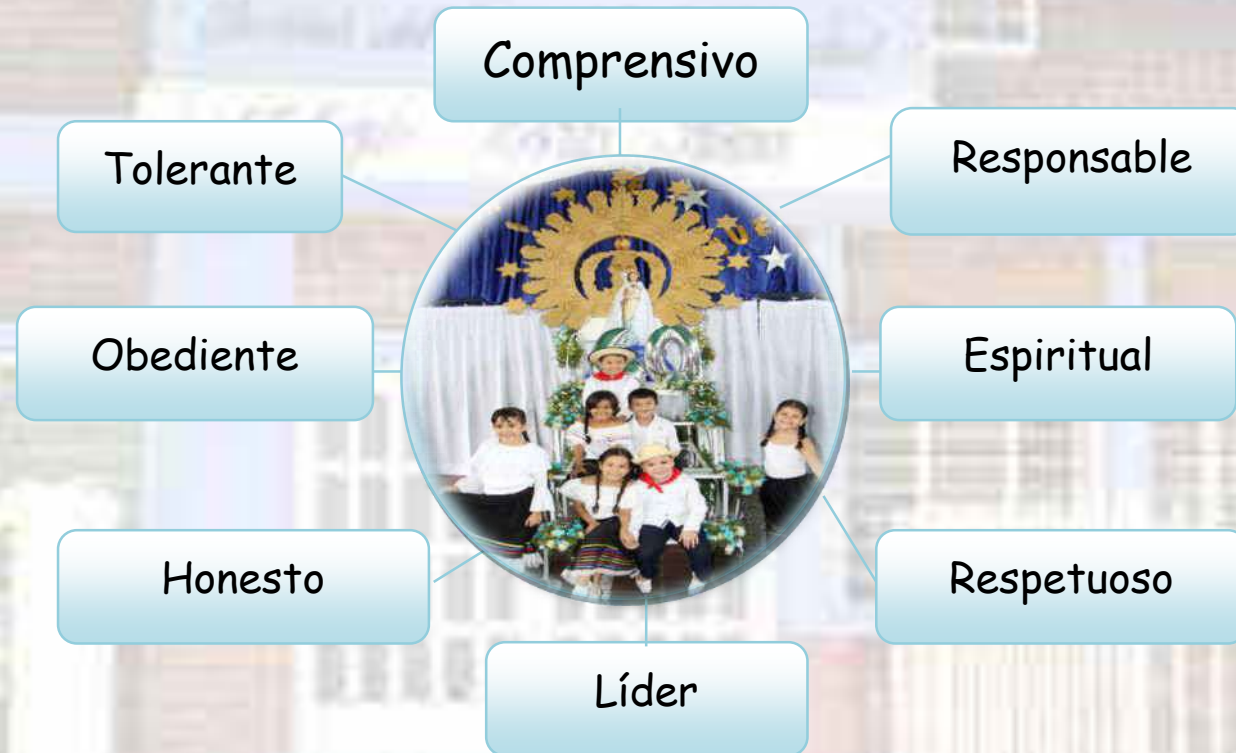 Comprensivo
Tolerante
Responsable
Obediente
Espiritual
Honesto
Respetuoso
Líder